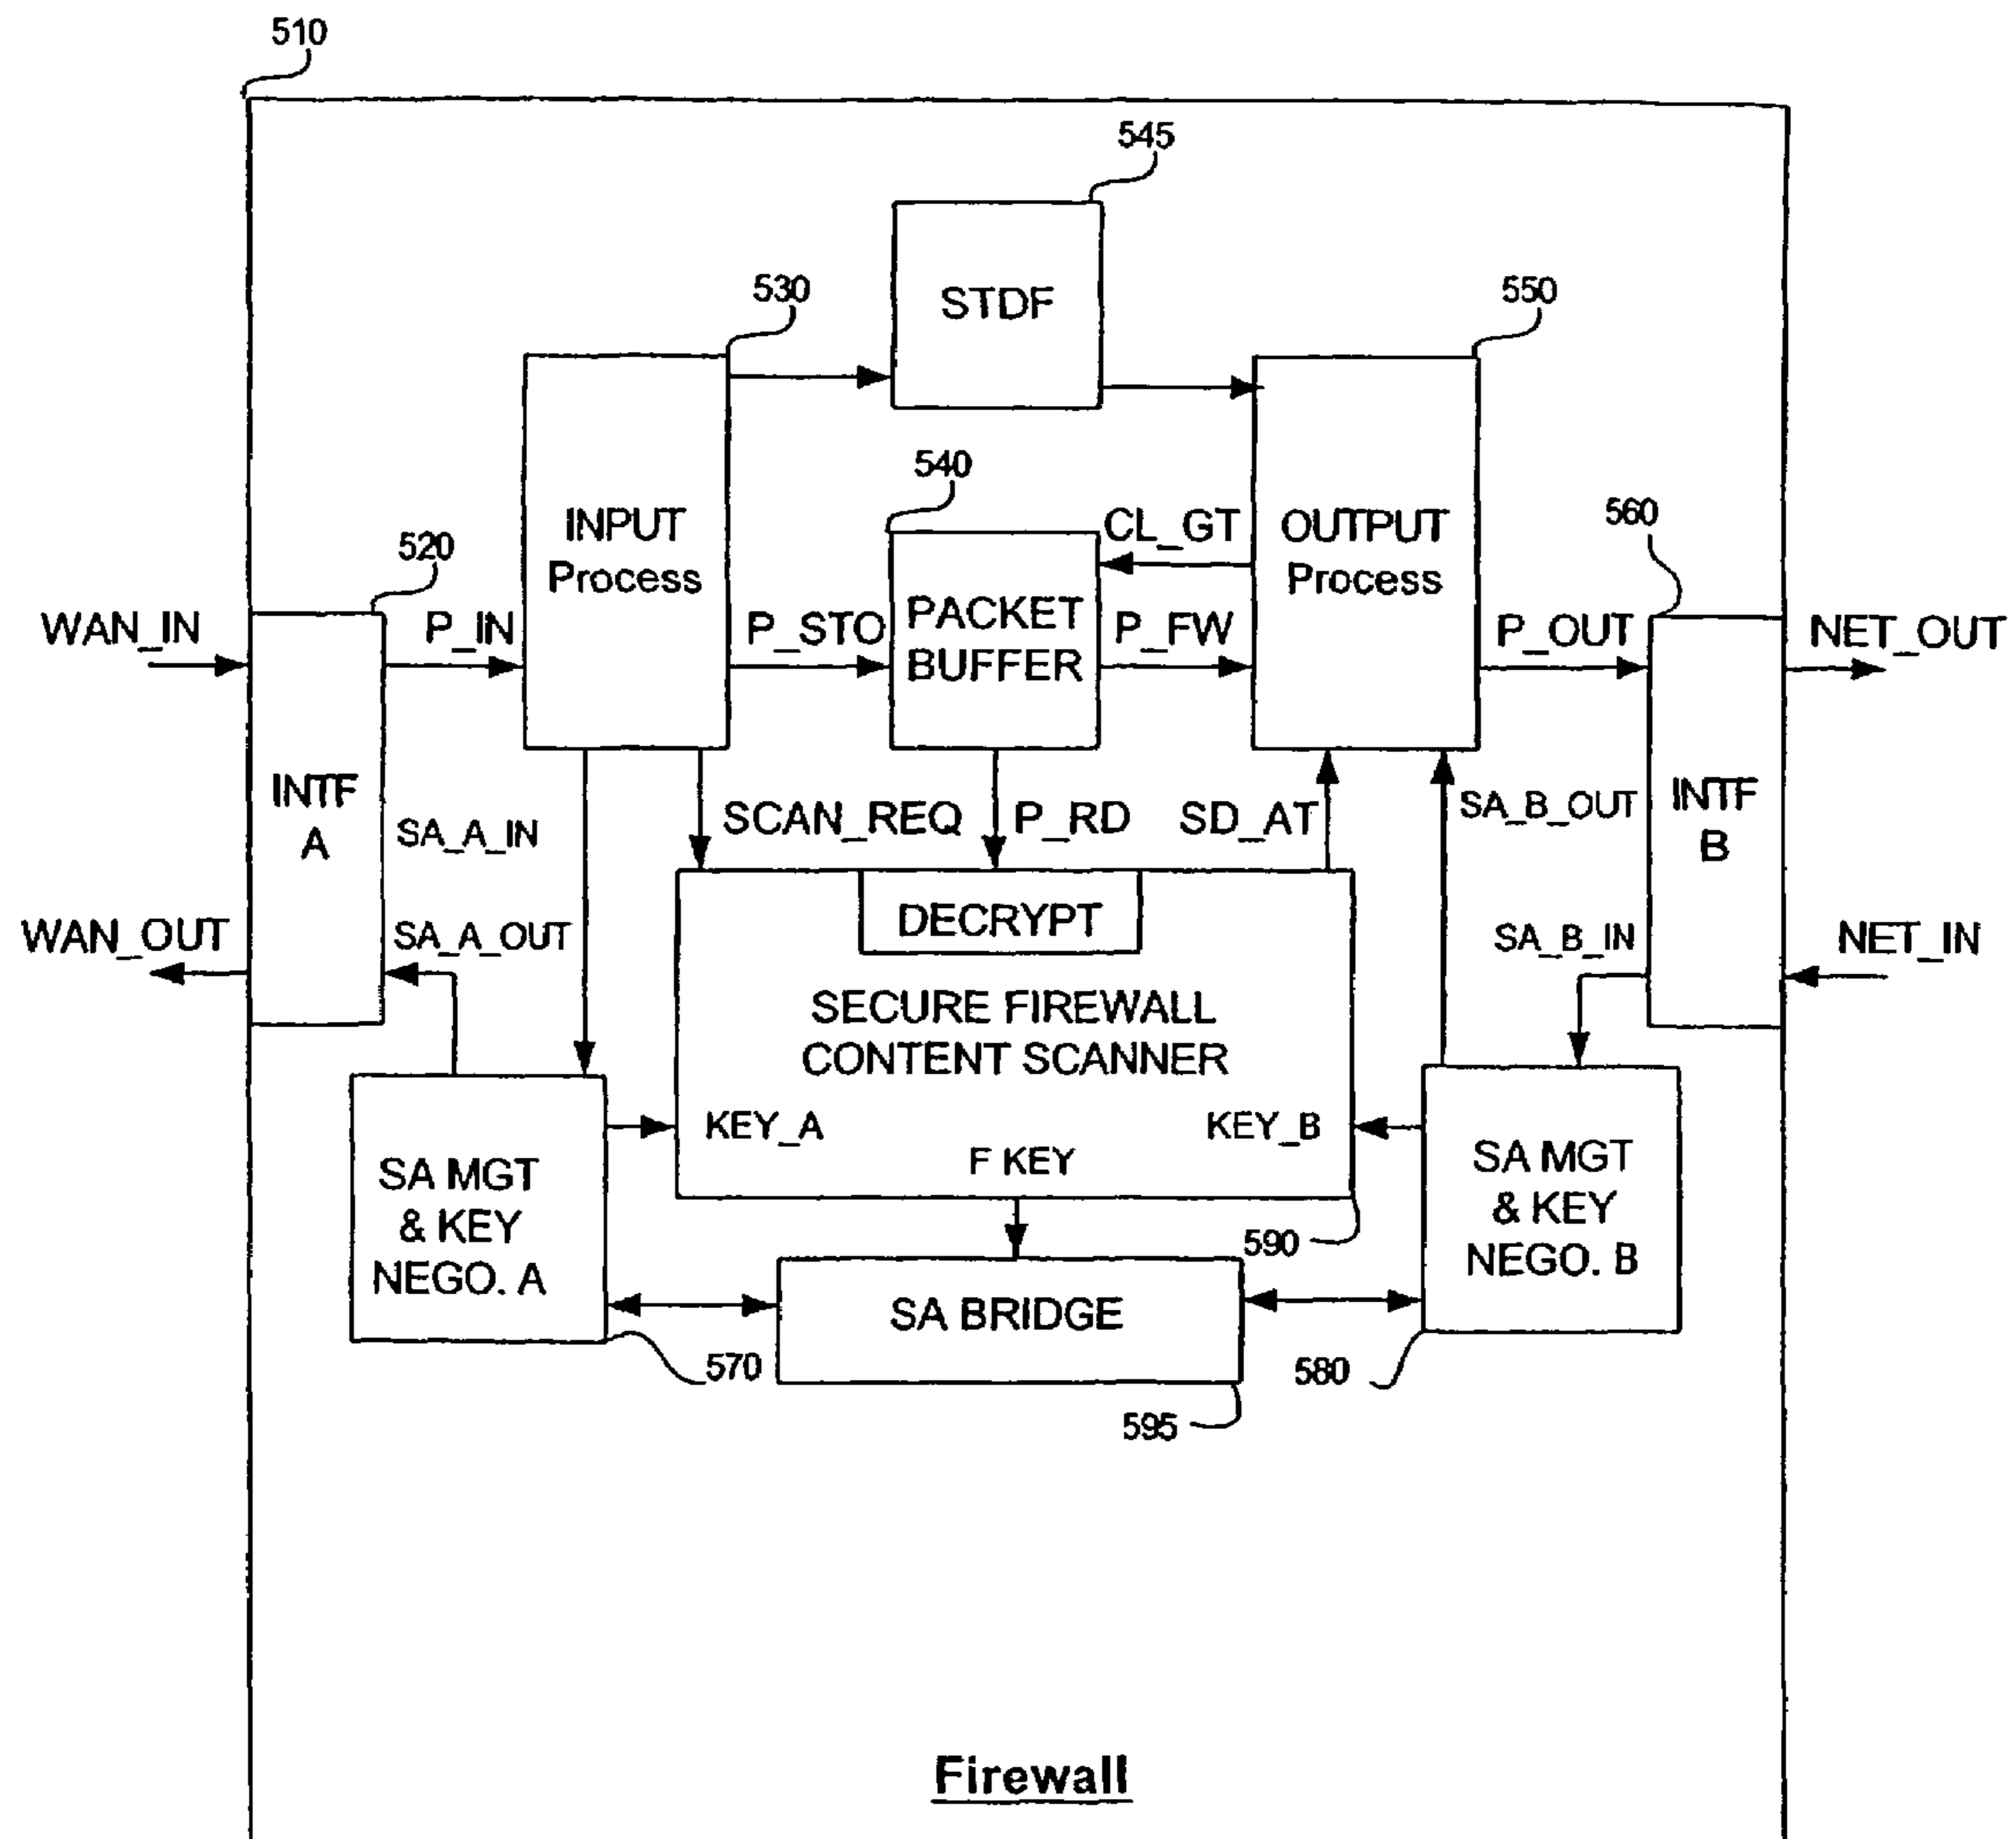 510
545
STDF
530
550
540
560
520
INPUT
Process
CL_GT
OUTPUT
Process
WAN_IN
P_IN
P_STO
PACKET
BUFFER
P_FW
P_OUT
NET_OUT
INTF
A
SA_A_IN
SCAN_REQ
P_RD
SD_AT
SA_B_OUT
INTF
B
WAN_OUT
SA_A_OUT
DECRYPT
SA_B_IN
NET_IN
SECURE FIREWALL
CONTENT SCANNER
KEY_A
KEY_B
F KEY
SA MGT
& KEY
NEGO. A
SA MGT
& KEY
NEGO. B
590
SA BRIDGE
570
580
595
Firewall